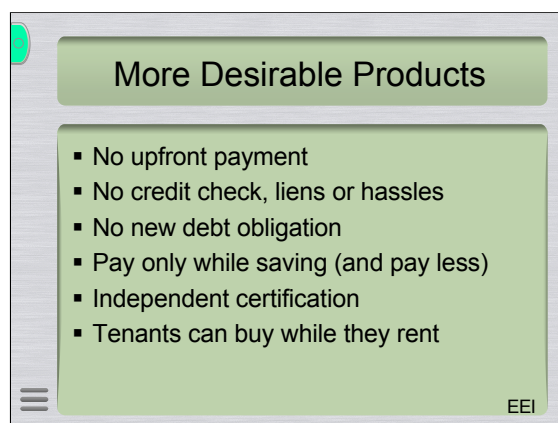 More Desirable Products
▪ No upfront payment
▪ No credit check, liens or hassles
▪ No new debt obligation
▪ Pay only while saving (and pay less)
▪ Independent certification
▪ Tenants can buy while they rent
EEI